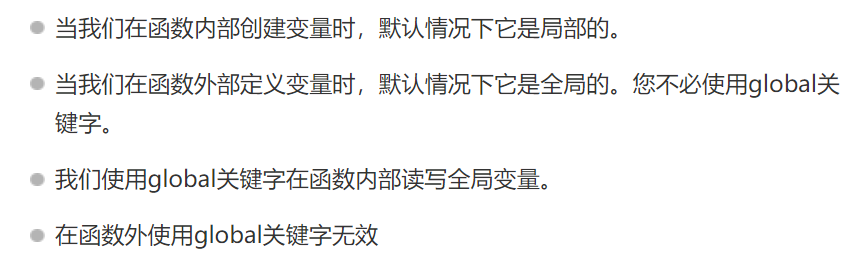 当我们在函数内部创建变量时，默认情况下它是局部的。
当我们在函数外部定义变量时，默认情况下它是全局的。您不必使用global关
键字。
我们使用global关键字在函数内部读写全局变量。
在函数外使用global关键字无效